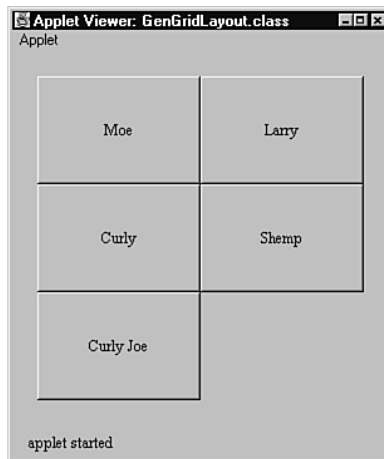 Applet Viewer: GenGridLayout.class
Applet
Moe
Larry
Curly
Shemp
Curly Joe
applet started